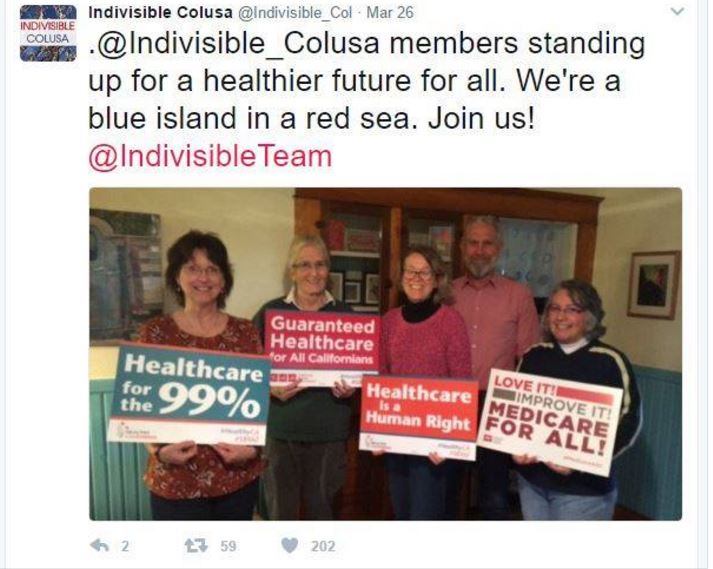 INDIVISIBLE
COLUSA
Indivisible Colusa @Indivisible_Col · Mar 26
.@Indivisible_Colusa members standing
up for a healthier future for all. We're a
blue island in a red sea. Join us!
@IndivisibleTeam
Healthcare
for
the 99%
Guaranteed
Healthcare
for All Californians
Healthcare
is a
Human Right
LOVE IT!
IMPROVE IT!
MEDICARE
FOR ALL!
2
59
202